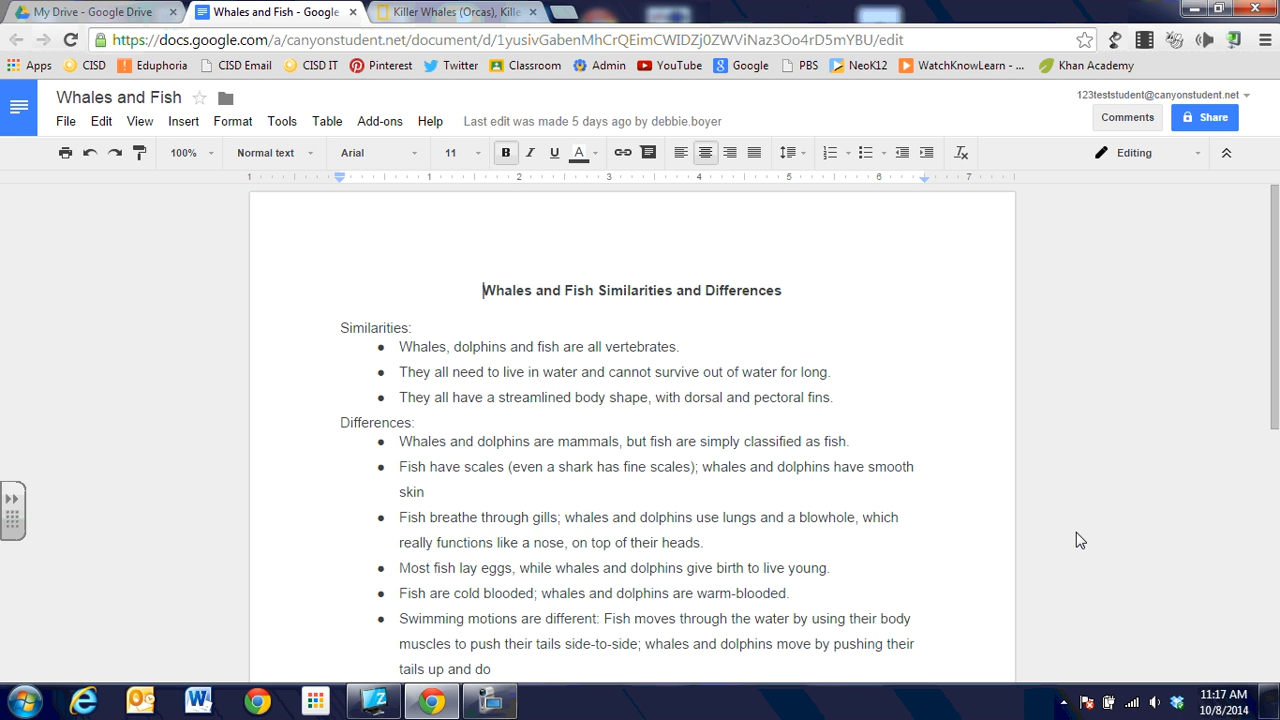 My Drive - Google Drive
Whales and Fish - Google
Killer Whales (Orcas), Kille
https://docs.google.com/a/canyonstudent.net/document/d/1yusivGabenMhCrQEimCWIDZj0ZWViNaz3Oo4rD5mYBU/edit
Apps CISD Eduphoria CISD Email CISD IT Pinterest Twitter Classroom Admin YouTube Google PBS NeoK12 WatchKnowLearn - ... Khan Academy
Whales and Fish
123teststudent@canyonstudent.net
Comments Share
File Edit View Insert Format Tools Table Add-ons Help Last edit was made 5 days ago by debbie.boyer
100% Normal text Arial 11 B I U A Editing
1 1 2 3 4 5 6 7
Whales and Fish Similarities and Differences
Similarities:
● Whales, dolphins and fish are all vertebrates.
● They all need to live in water and cannot survive out of water for long.
● They all have a streamlined body shape, with dorsal and pectoral fins.
Differences:
● Whales and dolphins are mammals, but fish are simply classified as fish.
● Fish have scales (even a shark has fine scales); whales and dolphins have smooth
skin
● Fish breathe through gills; whales and dolphins use lungs and a blowhole, which
really functions like a nose, on top of their heads.
● Most fish lay eggs, while whales and dolphins give birth to live young.
● Fish are cold blooded; whales and dolphins are warm-blooded.
● Swimming motions are different: Fish moves through the water by using their body
muscles to push their tails side-to-side; whales and dolphins move by pushing their
tails up and do
11:17 AM
10/8/2014